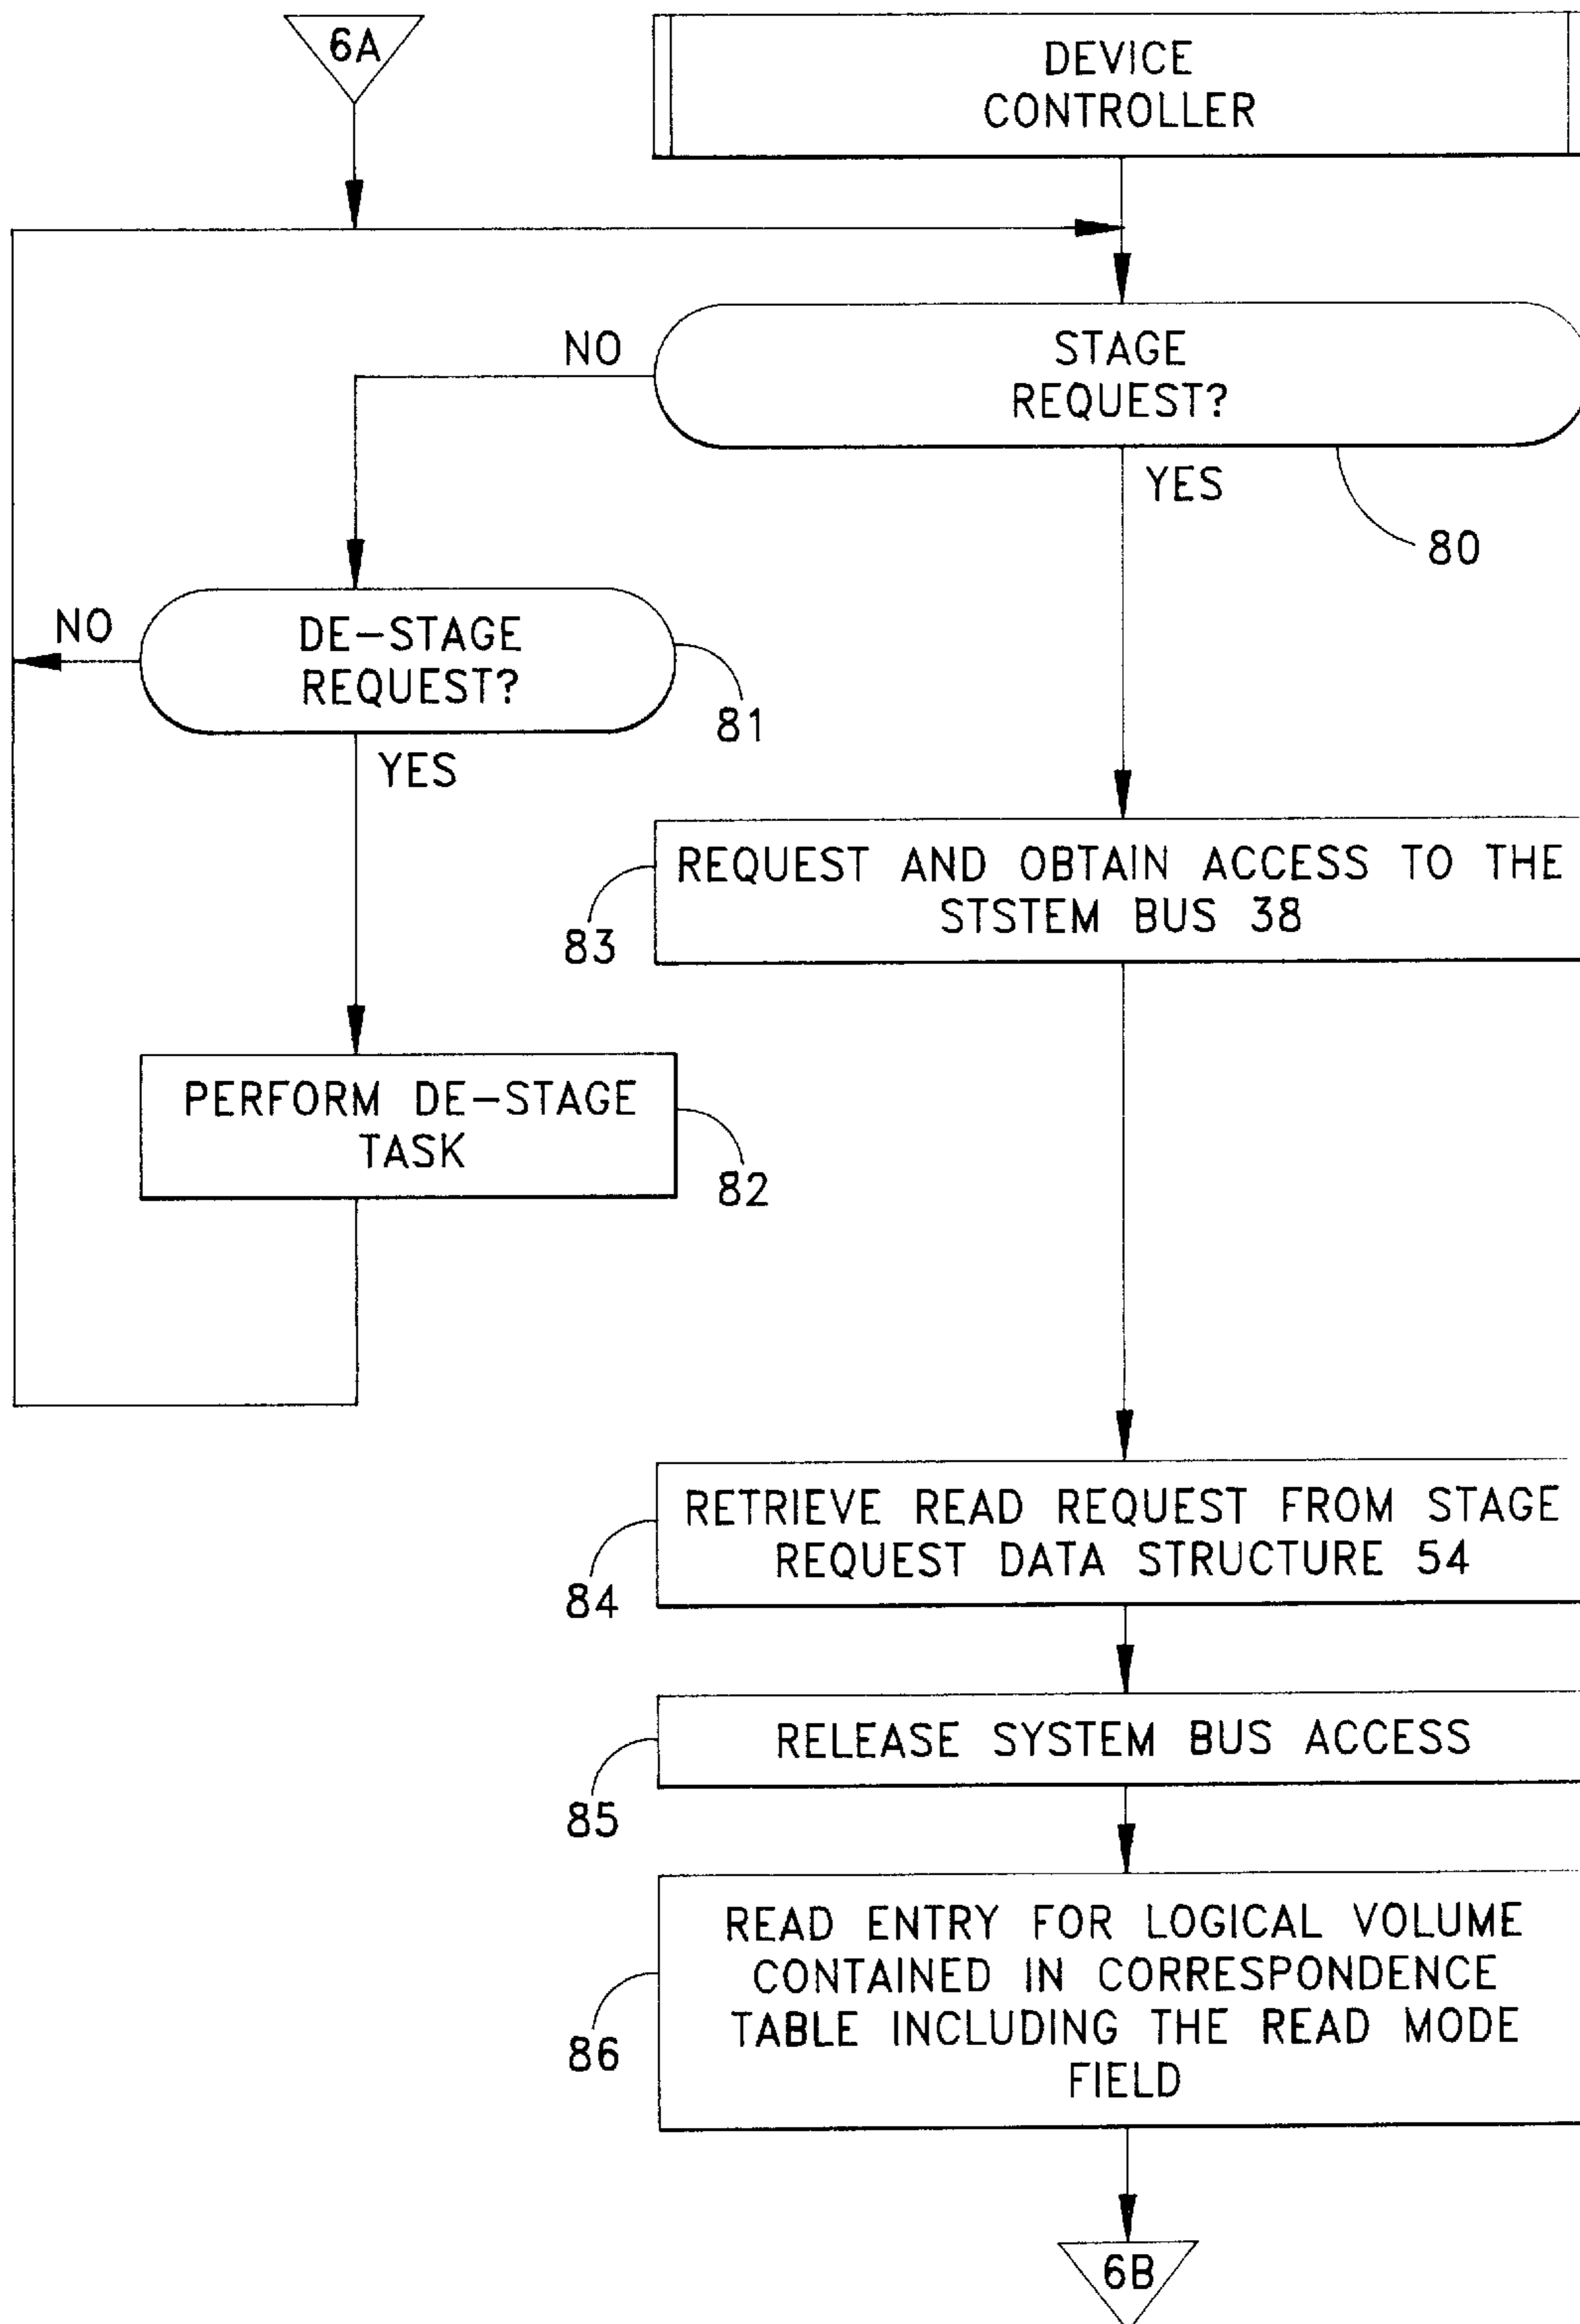 6A
DEVICE
CONTROLLER
NO
STAGE
REQUEST?
YES
80
NO
DE-STAGE
REQUEST?
81
YES
REQUEST AND OBTAIN ACCESS TO THE
STSTEM BUS 38
83
PERFORM DE-STAGE
TASK
82
RETRIEVE READ REQUEST FROM STAGE
REQUEST DATA STRUCTURE 54
84
RELEASE SYSTEM BUS ACCESS
85
READ ENTRY FOR LOGICAL VOLUME
CONTAINED IN CORRESPONDENCE
TABLE INCLUDING THE READ MODE
FIELD
86
6B